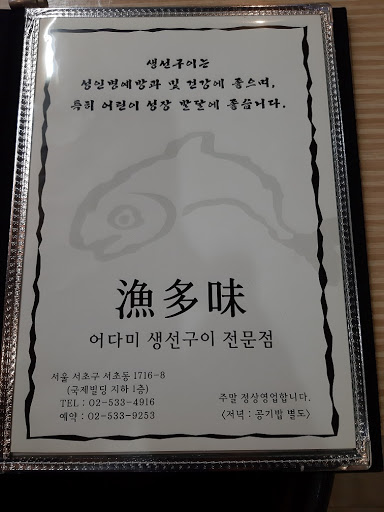 생선구이는
성인병예방과 및 건강에 좋으며,
특히 어린이 성장 발달에 좋습니다.
漁多味
어다미 생선구이 전문점
서울 서초구 서초동 1716-8
(국제빌딩 지하 1층)
TEL : 02-533-4916
예약 : 02-533-9253
주말 정상영업합니다.
<저녁 : 공기밥 별도>